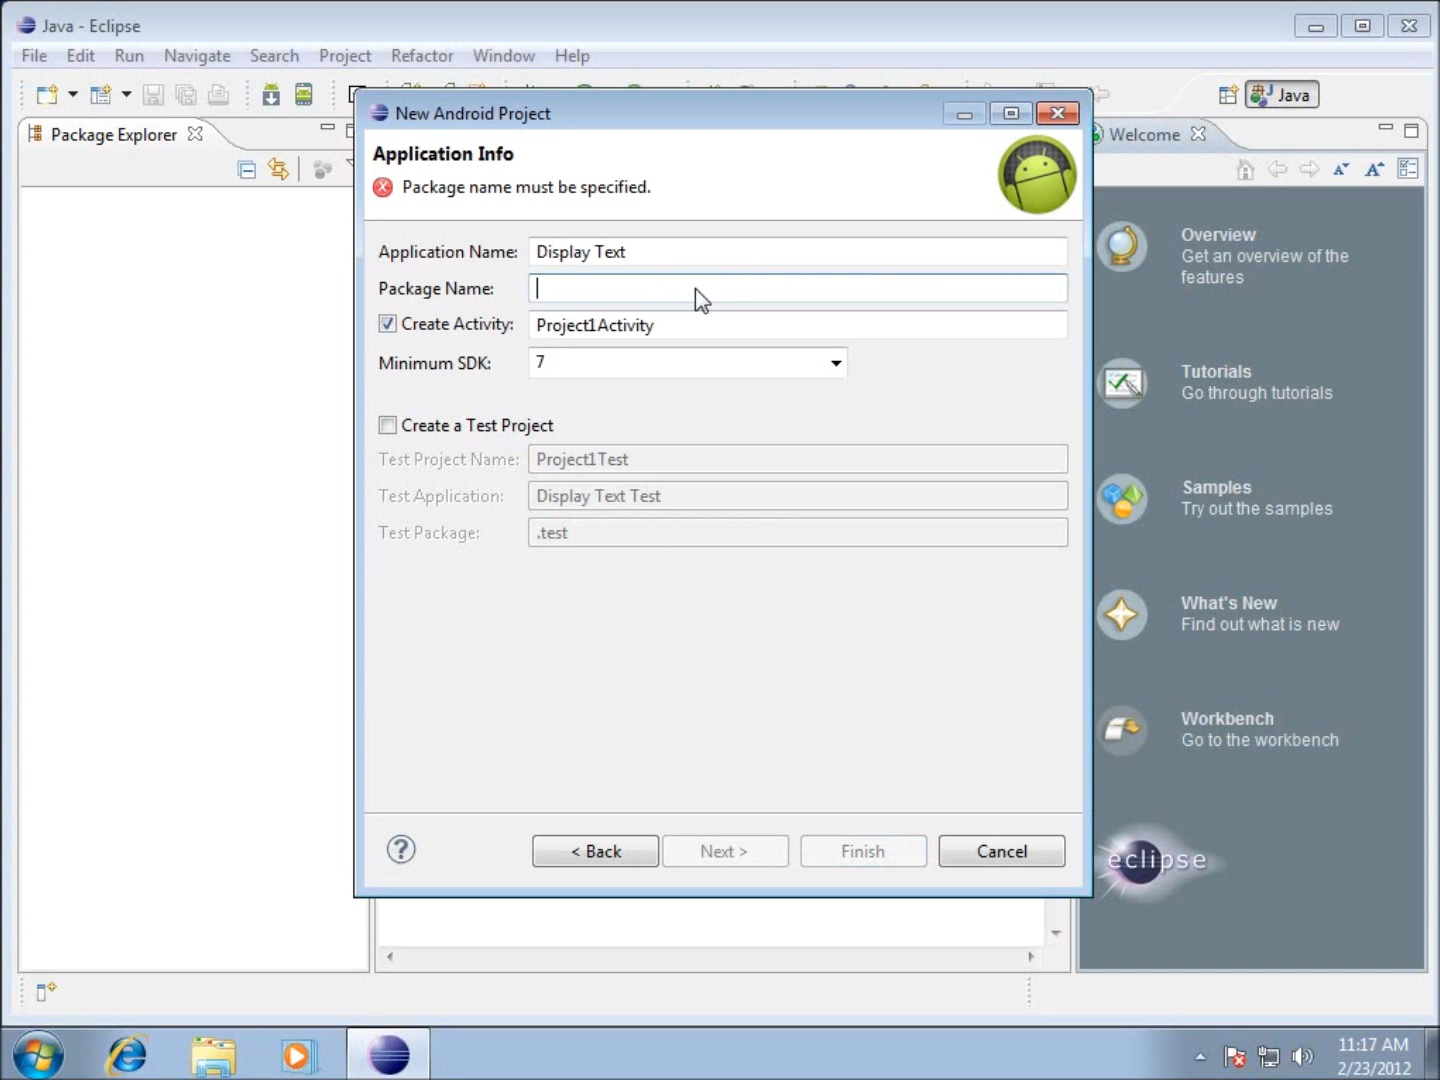 Java - Eclipse
File Edit Run Navigate Search Project Refactor Window Help
Java
Package Explorer
Welcome
New Android Project
Application Info
Package name must be specified.
Application Name: Display Text
Package Name:
Create Activity: Project1Activity
Minimum SDK: 7
Create a Test Project
Test Project Name: Project1Test
Test Application: Display Text Test
Test Package: .test
< Back Next > Finish Cancel
Overview
Get an overview of the
features
Tutorials
Go through tutorials
Samples
Try out the samples
What's New
Find out what is new
Workbench
Go to the workbench
eclipse
11:17 AM
2/23/2012